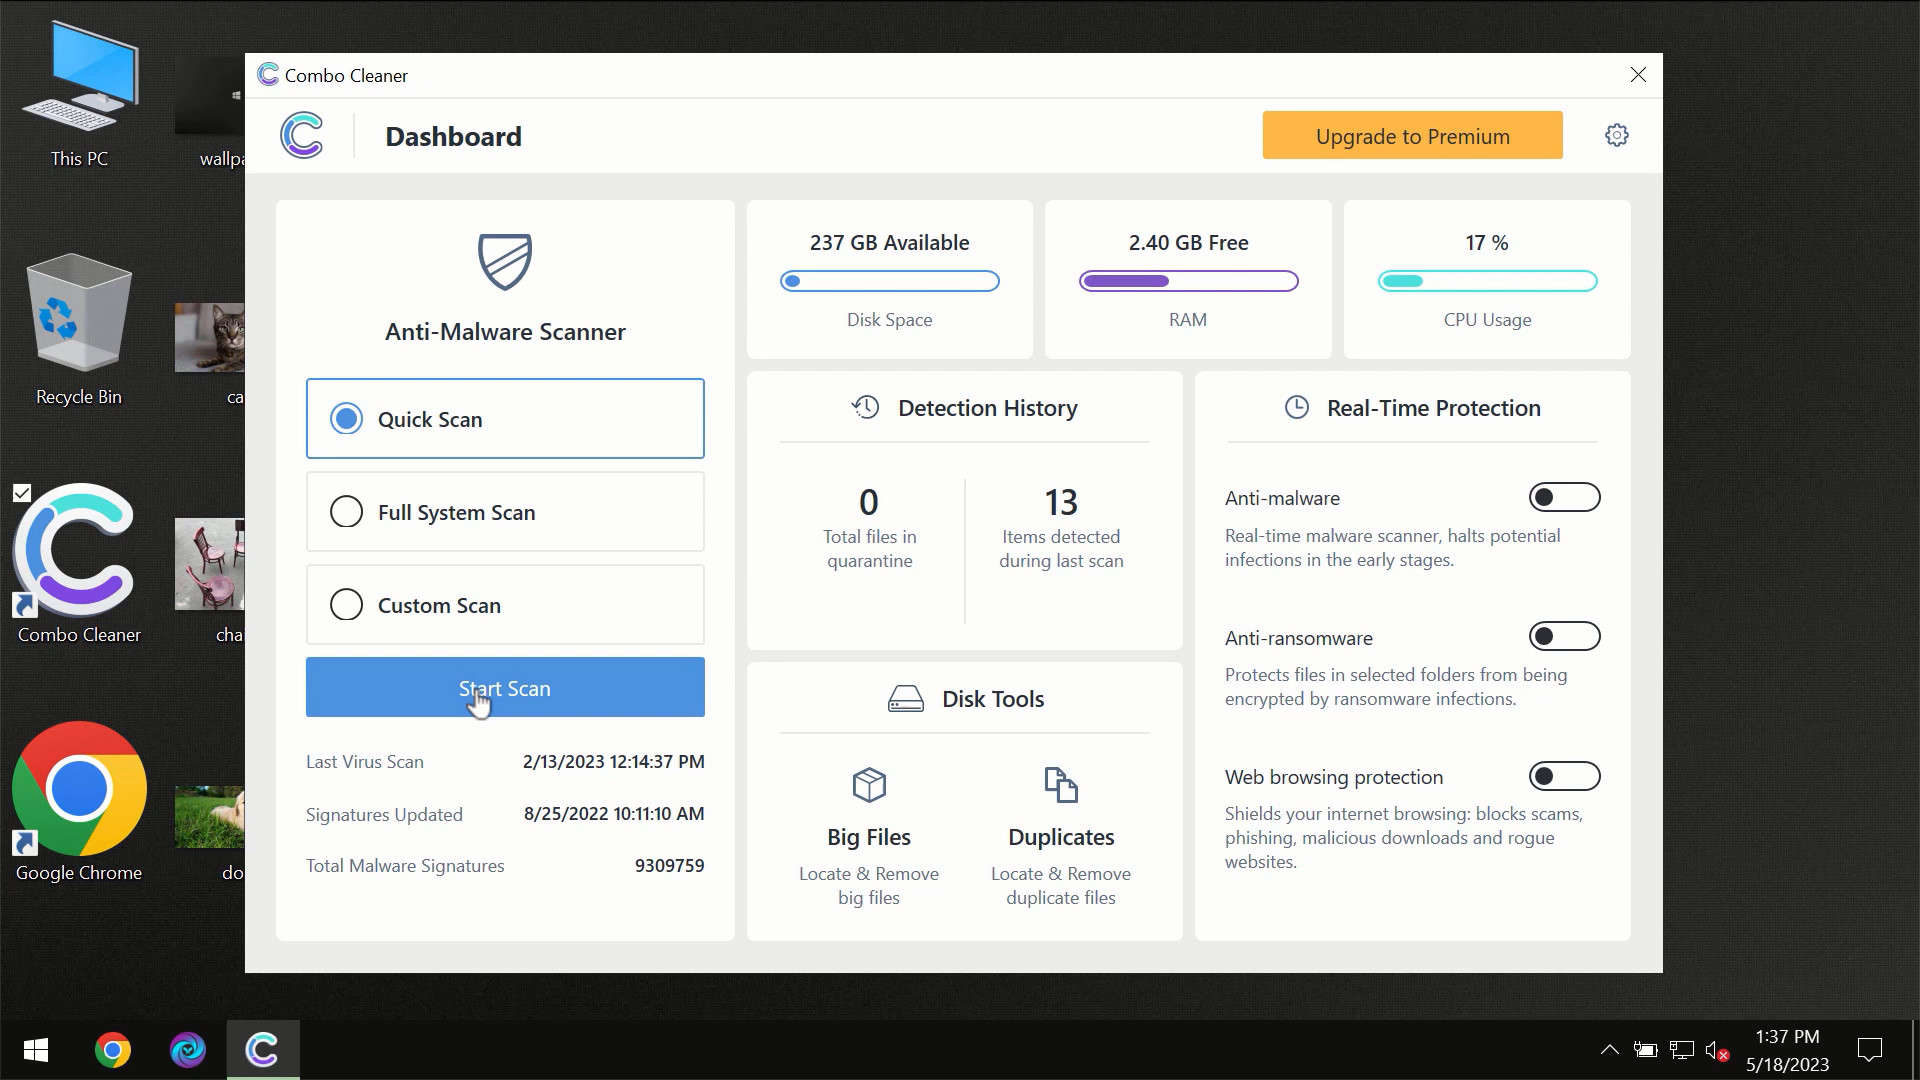 This PC
wallpa
Recycle Bin
ca
Combo Cleaner
chai
Google Chrome
do
Combo Cleaner
Dashboard
Upgrade to Premium
Anti-Malware Scanner
Quick Scan
Full System Scan
Custom Scan
Start Scan
Last Virus Scan 2/13/2023 12:14:37 PM
Signatures Updated 8/25/2022 10:11:10 AM
Total Malware Signatures 9309759
237 GB Available
Disk Space
2.40 GB Free
RAM
17 %
CPU Usage
Detection History
0
Total files in
quarantine
13
Items detected
during last scan
Disk Tools
Big Files
Locate & Remove
big files
Duplicates
Locate & Remove
duplicate files
Real-Time Protection
Anti-malware
Real-time malware scanner, halts potential
infections in the early stages.
Anti-ransomware
Protects files in selected folders from being
encrypted by ransomware infections.
Web browsing protection
Shields your internet browsing: blocks scams,
phishing, malicious downloads and rogue
websites.
1:37 PM
5/18/2023